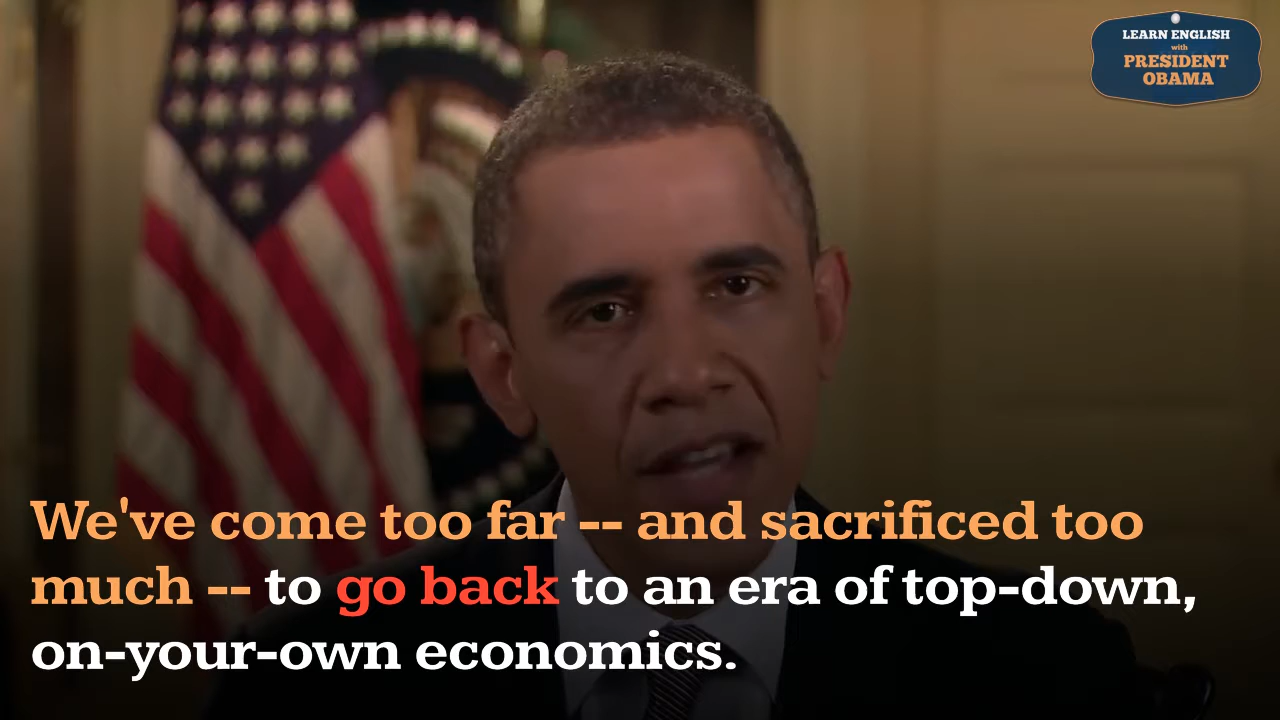 LEARN ENGLISH
with
PRESIDENT
OBAMA
We've come too far -- and sacrificed too
much -- to go back to an era of top-down,
on-your-own economics.